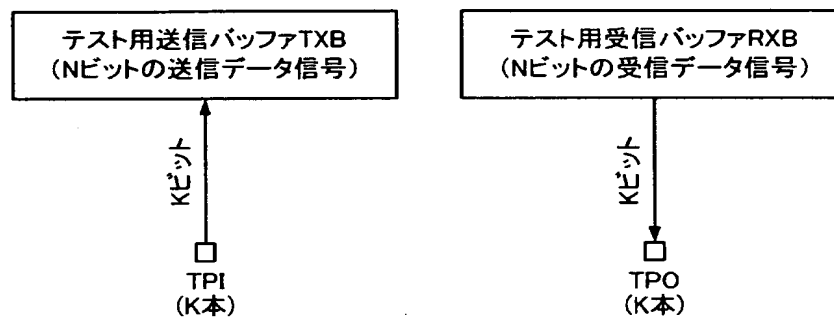 テスト用送信バッファTXB
(Nビットの送信データ信号)
Kビット
TPI
(K本)
テスト用受信バッファRXB
(Nビットの受信データ信号)
Kビット
TPO
(K本)